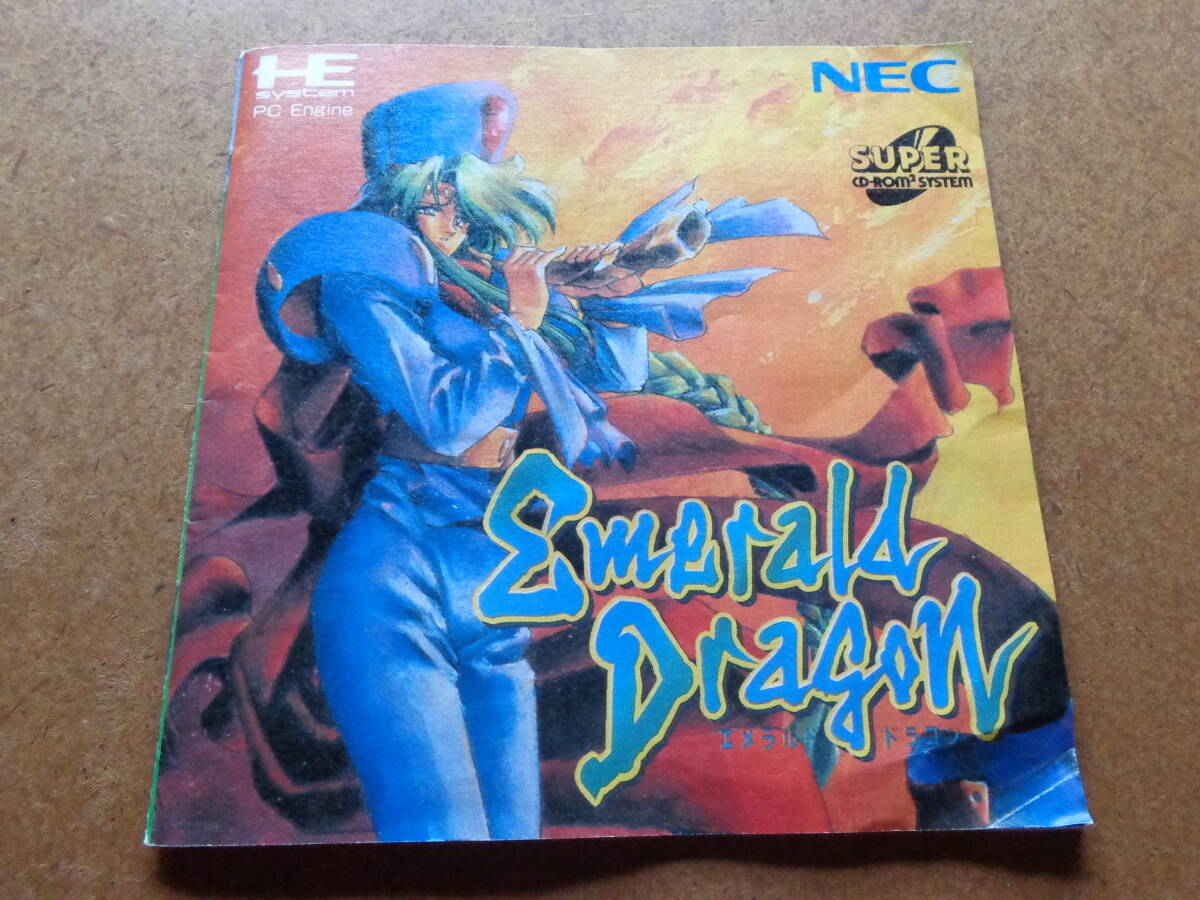 HE
system
PC Engine
NEC
SUPER
CD-ROM² SYSTEM
Emerald
Dragon
エメラルド ドラゴン